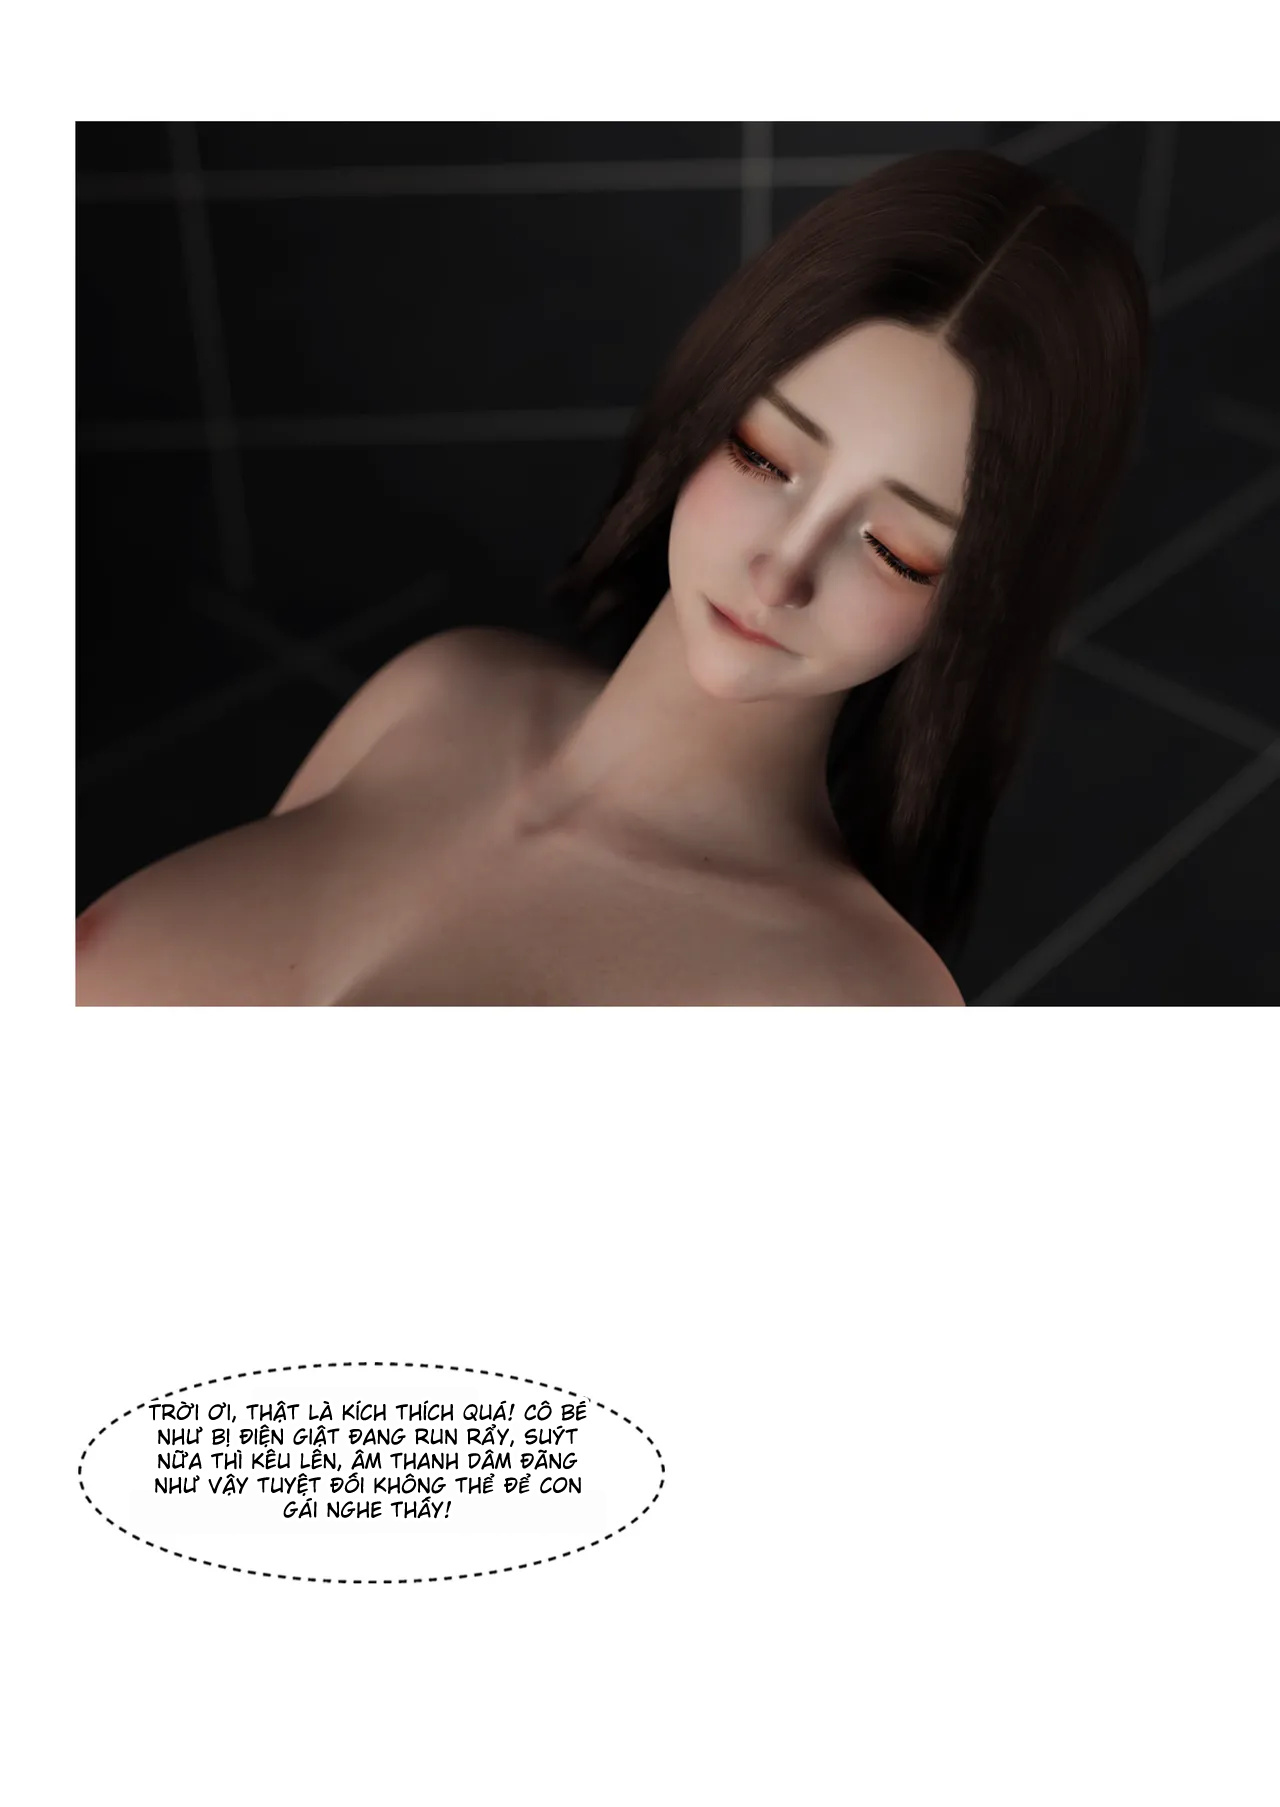 TRỜI ƠI, THẬT LÀ KÍCH THÍCH QUÁ! CÔ BÉ
NHƯ BỊ ĐIỆN GIẬT ĐANG RUN RẨY, SUÝT
NỮA THÌ KÊU LÊN, ÂM THANH DÂM ĐÃNG
NHƯ VẬY TUYỆT ĐỐI KHÔNG THỂ ĐỂ CON
GÁI NGHE THẤY!